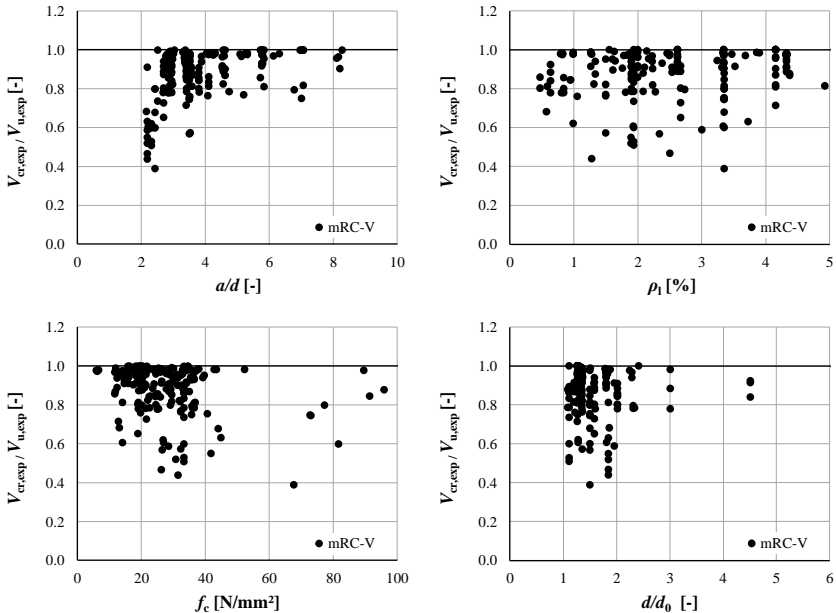 1.2
1.0
0.8
0.6
0.4
0.2
0.0
V_cr,exp / V_u,exp [-]
mRC-V
0 2 4 6 8 10
a/d [-]
1.2
1.0
0.8
0.6
0.4
0.2
0.0
V_cr,exp / V_u,exp [-]
mRC-V
0 1 2 3 4 5
ρ_l [%]
1.2
1.0
0.8
0.6
0.4
0.2
0.0
V_cr,exp / V_u,exp [-]
mRC-V
0 20 40 60 80 100
f_c [N/mm²]
1.2
1.0
0.8
0.6
0.4
0.2
0.0
V_cr,exp / V_u,exp [-]
mRC-V
0 1 2 3 4 5 6
d/d_0 [-]